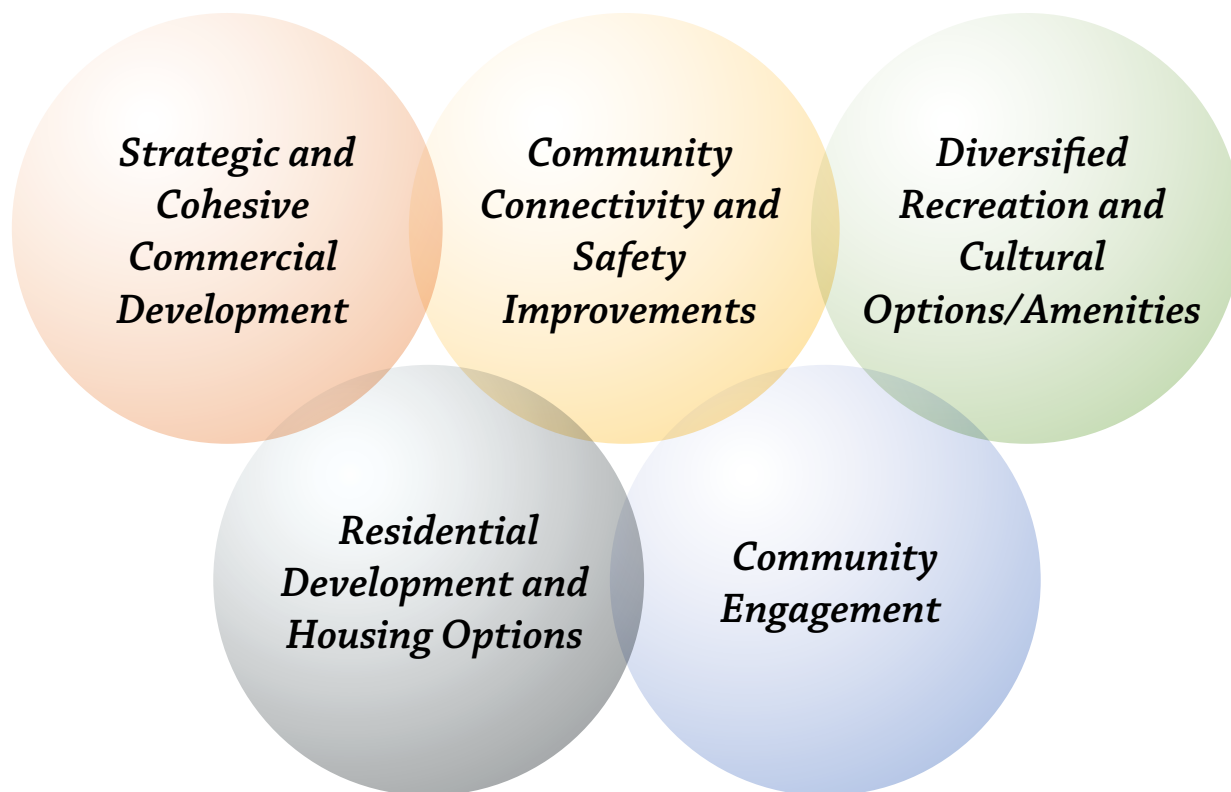 Strategic and
Cohesive
Commercial
Development
Community
Connectivity and
Safety
Improvements
Diversified
Recreation and
Cultural
Options/Amenities
Residential
Development and
Housing Options
Community
Engagement